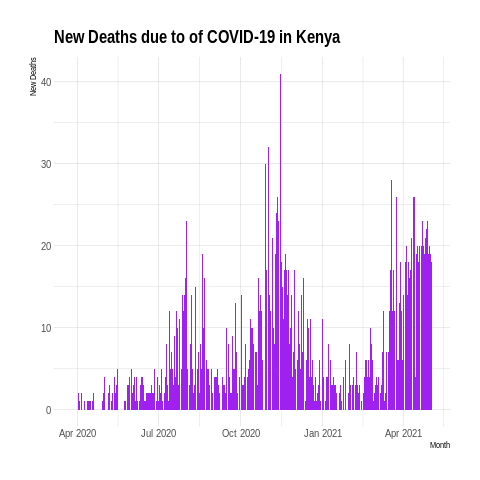 New Deaths due to of COVID-19 in Kenya
New Deaths
40
30
20
10
0
Apr 2020 Jul 2020 Oct 2020 Jan 2021 Apr 2021
Month